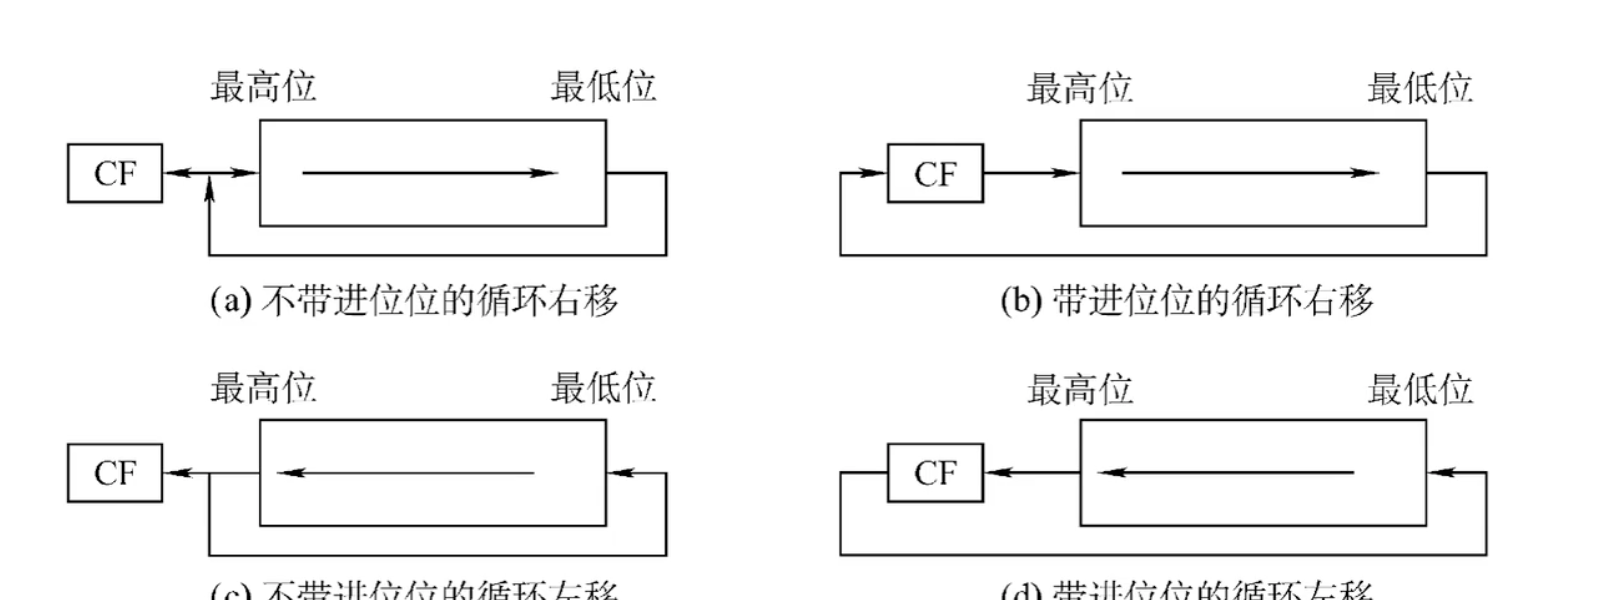 最高位 最低位 最高位 最低位
CF CF
(a) 不带进位位的循环右移 (b) 带进位位的循环右移
最高位 最低位 最高位 最低位
CF CF
(c) 不带进位位的循环左移 (d) 带进位位的循环左移